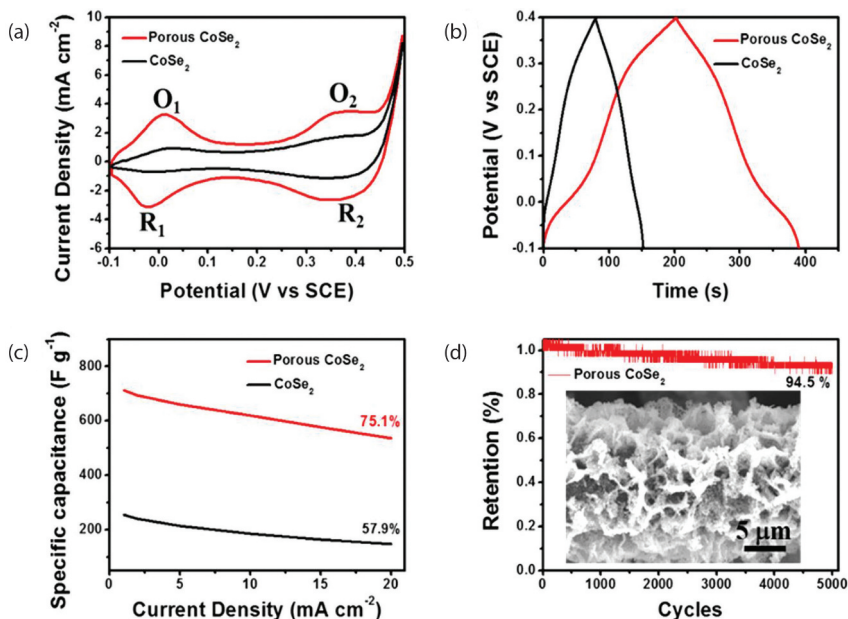 (a)
Porous CoSe₂
CoSe₂
O₁
O₂
R₁
R₂
10
8
6
4
2
0
-2
-4
-6
Current Density (mA cm⁻²)
-0.1 0.0 0.1 0.2 0.3 0.4 0.5
Potential (V vs SCE)
(b)
Porous CoSe₂
CoSe₂
0.4
0.3
0.2
0.1
0.0
-0.1
Potential (V vs SCE)
0 100 200 300 400
Time (s)
(c)
Porous CoSe₂
CoSe₂
75.1%
57.9%
800
600
400
200
Specific capacitance (F g⁻¹)
0 5 10 15 20
Current Density (mA cm⁻²)
(d)
Porous CoSe₂
94.5 %
5 μm
1.0
0.8
0.6
0.4
0.2
0.0
Retention (%)
0 1000 2000 3000 4000 5000
Cycles